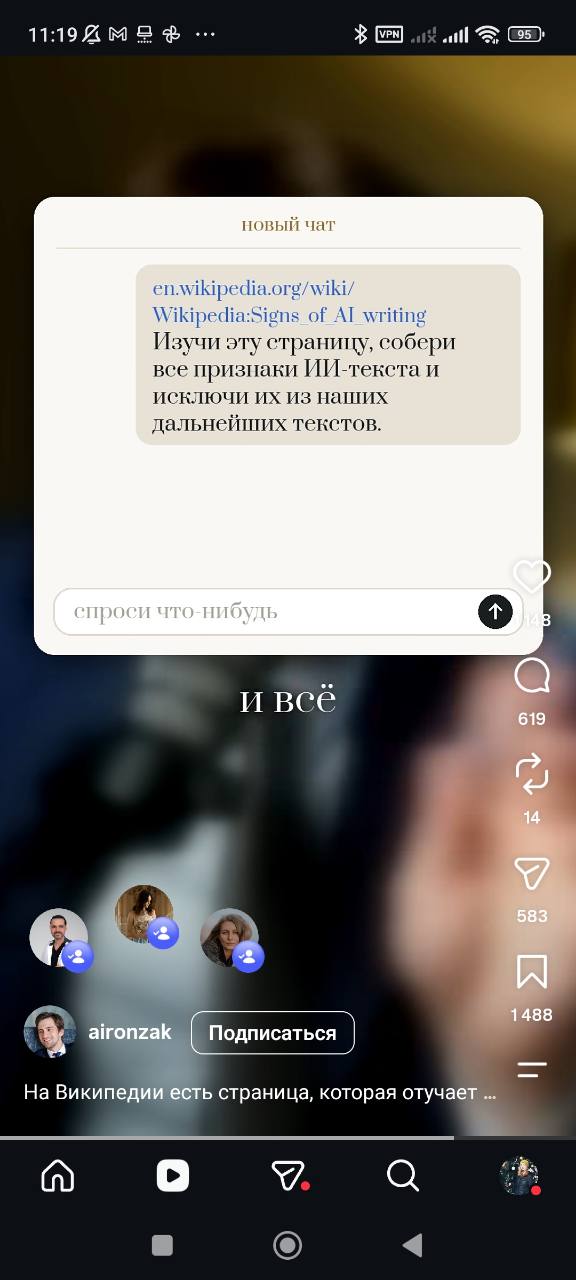 11:19
VPN
95
новый чат
en.wikipedia.org/wiki/
Wikipedia:Signs_of_AI_writing
Изучи эту страницу, собери
все признаки ИИ-текста и
исключи их из наших
дальнейших текстов.
спроси что-нибудь
и всё
619
14
583
1 488
aironzak
Подписаться
На Википедии есть страница, которая отучает ...